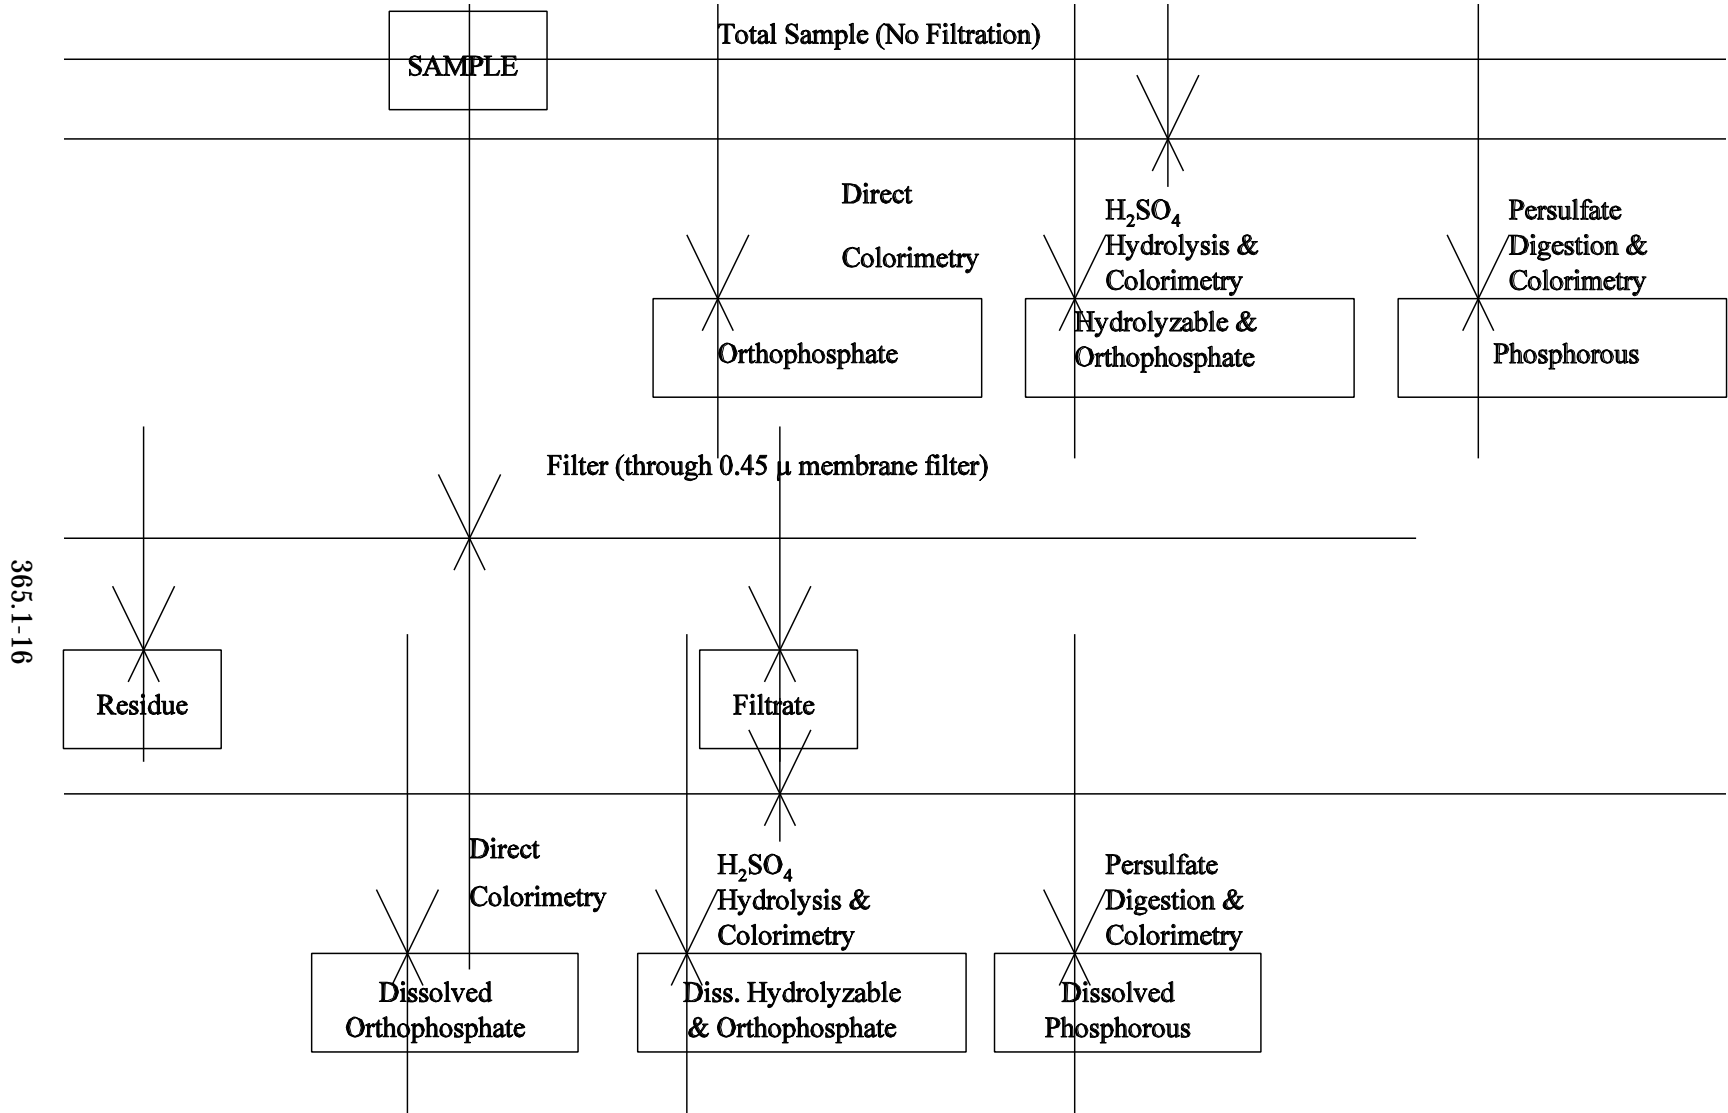 Total Sample (No Filtration)
SAMPLE
Direct
Colorimetry
H₂SO₄
Hydrolysis &
Colorimetry
Persulfate
Digestion &
Colorimetry
Orthophosphate
Hydrolyzable &
Orthophosphate
Phosphorous
Filter (through 0.45 μ membrane filter)
365.1-16
Residue
Filtrate
Direct
Colorimetry
H₂SO₄
Hydrolysis &
Colorimetry
Persulfate
Digestion &
Colorimetry
Dissolved
Orthophosphate
Diss. Hydrolyzable
& Orthophosphate
Dissolved
Phosphorous